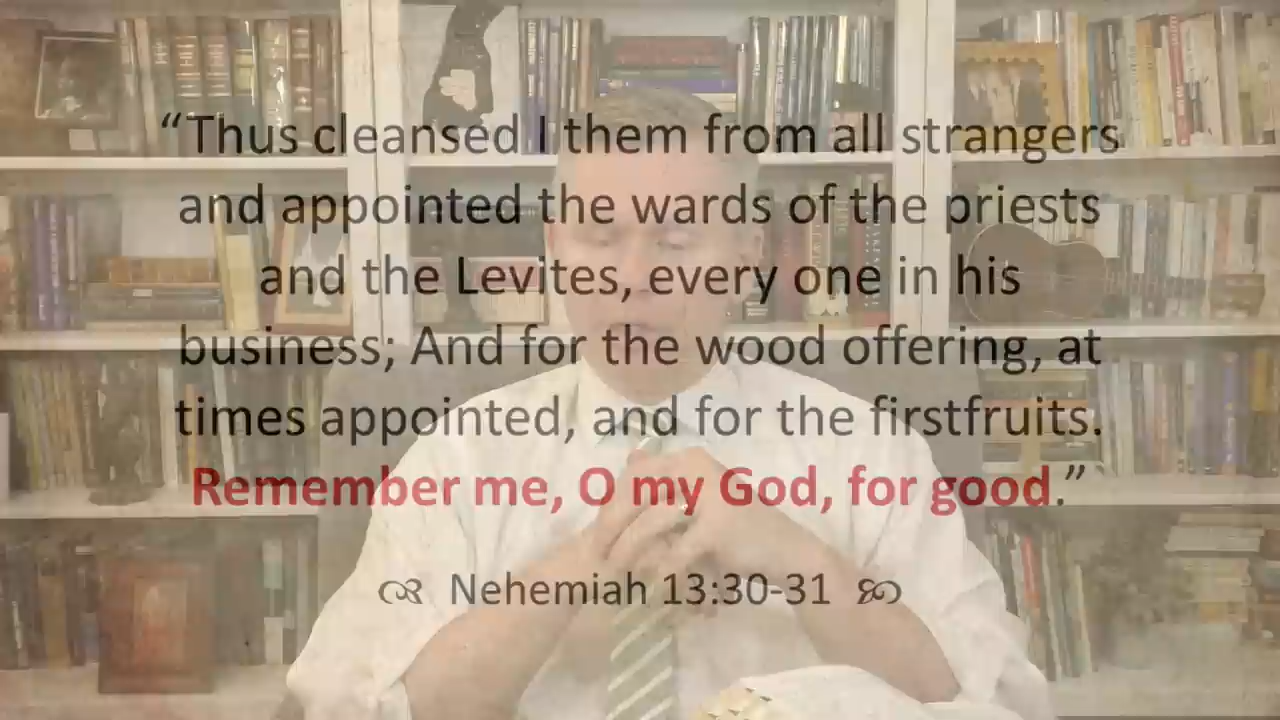 “Thus cleansed I them from all strangers
and appointed the wards of the priests
and the Levites, every one in his
business; And for the wood offering, at
times appointed, and for the firstfruits.
Remember me, O my God, for good.”
Nehemiah 13:30-31